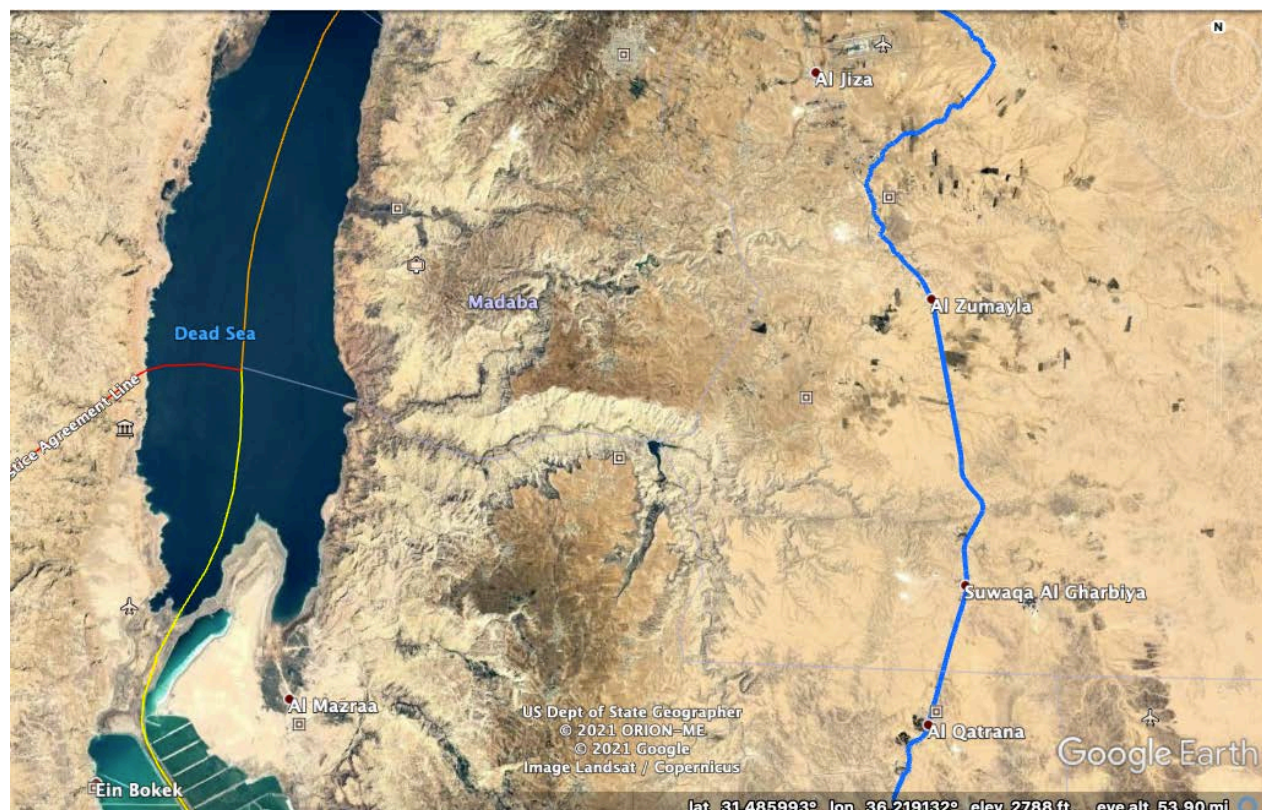 N
Al Jiza
Madaba
Al Zumayla
Dead Sea
stice Agreement Line
Suwaqa Al Gharbiya
Al Mazraa
US Dept of State Geographer
© 2021 ORION-ME
© 2021 Google
Image Landsat / Copernicus
Al Qatrana
Google Earth
Ein Bokek
lat 31.485993° lon 36.219132° elev 2788 ft eye alt 53.90 mi